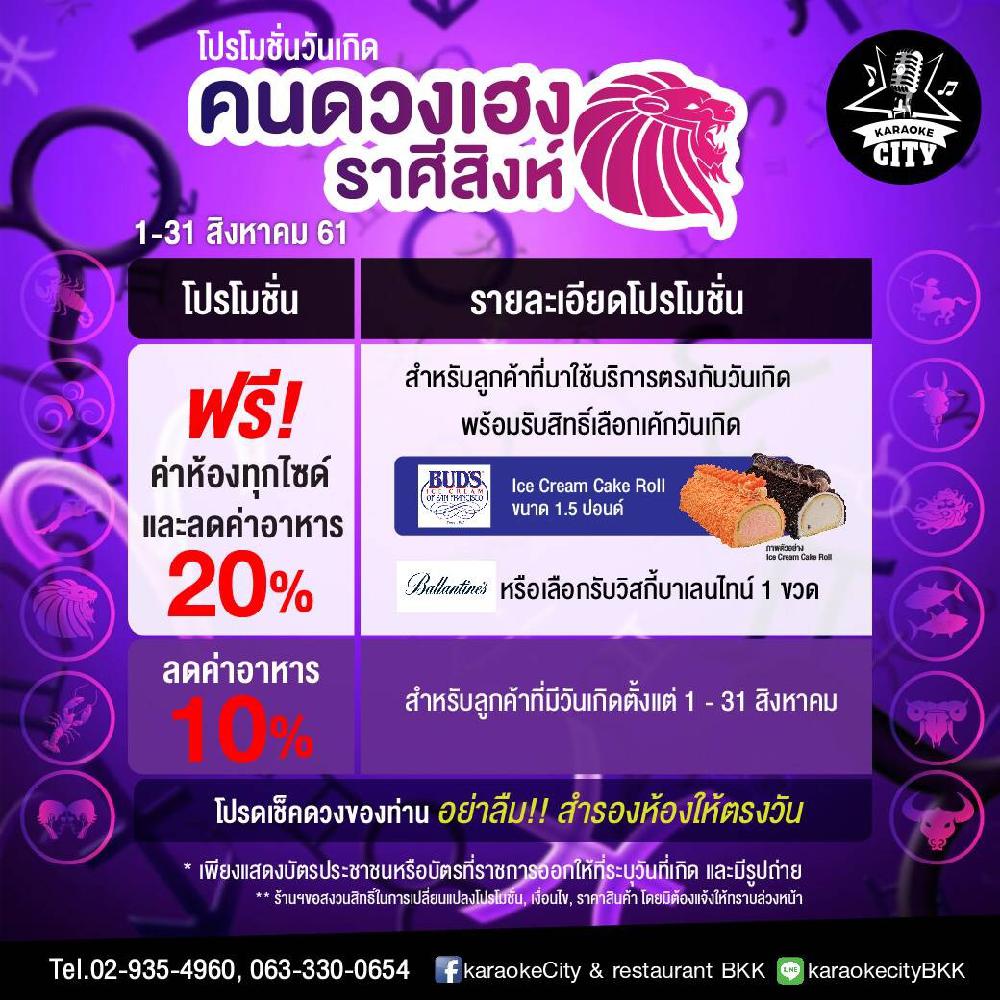 โปรโมชั่นวันเกิด
คนดวงเฮง
ราศีสิงห์
KARAOKE
CITY
1-31 สิงหาคม 61
โปรโมชั่น
รายละเอียดโปรโมชั่น
ฟรี!
ค่าห้องทุกไซด์
และลดค่าอาหาร
20%
สำหรับลูกค้าที่มาใช้บริการตรงกับวันเกิด
พร้อมรับสิทธิ์เลือกเค้กวันเกิด
BUD'S
ICE CREAM
OF SAN FRANCISCO
Ice Cream Cake Roll
ขนาด 1.5 ปอนด์
ภาพตัวอย่าง
Ice Cream Cake Roll
Ballantine's หรือเลือกรับวิสกี้บาเลนไทน์ 1 ขวด
ลดค่าอาหาร
10%
สำหรับลูกค้าที่มีวันเกิดตั้งแต่ 1 - 31 สิงหาคม
โปรดเช็คดวงของท่าน อย่าลืม!! สำรองห้องให้ตรงวัน
* เพียงแสดงบัตรประชาชนหรือบัตรที่ราชการออกให้ที่ระบุวันที่เกิด และมีรูปถ่าย
** ร้านฯขอสงวนสิทธิ์ในการเปลี่ยนแปลงโปรโมชั่น, เงื่อนไข, ราคาสินค้า โดยมิต้องแจ้งให้ทราบล่วงหน้า
Tel.02-935-4960, 063-330-0654 f karaokeCity & restaurant BKK LINE karaokecityBKK